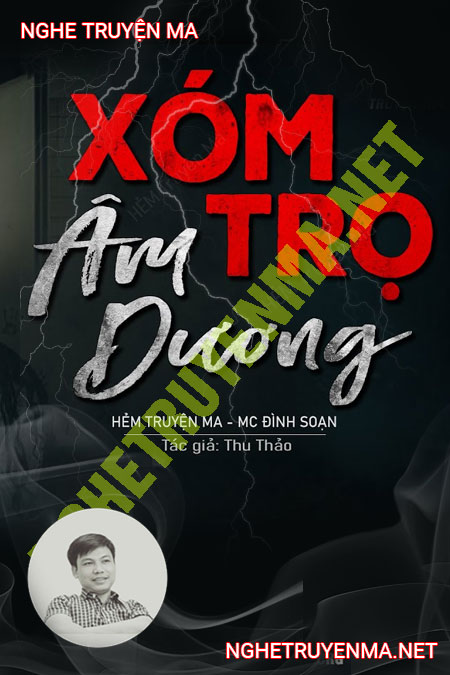 NGHE TRUYỆN MA
XÓM
TRỌ
Âm
Dương
NGHETRUYENMA.NET
HẺM TRUYỆN MA - MC ĐÌNH SOẠN
Tác giả: Thu Thảo
NGHETRUYENMA.NET